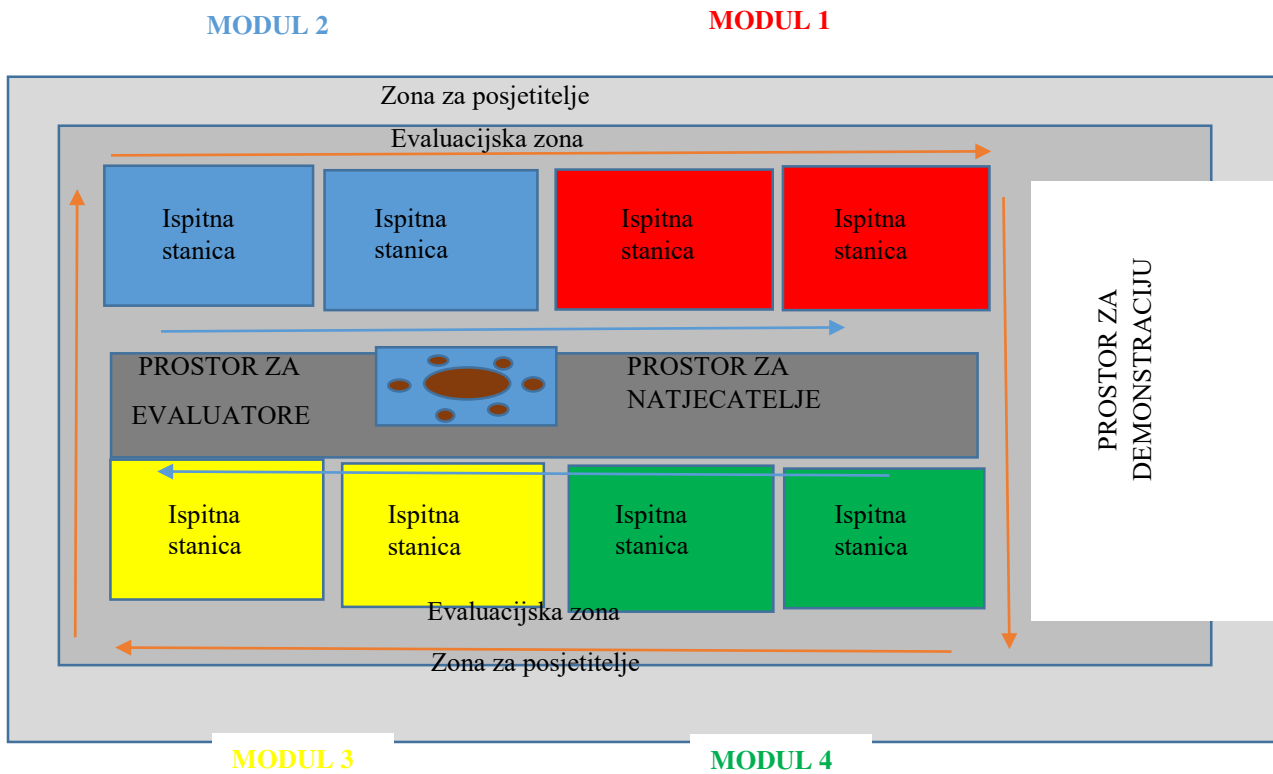 MODUL 2
MODUL 1
Zona za posjetitelje
Evaluacijska zona
Ispitna
stanica
Ispitna
stanica
Ispitna
stanica
Ispitna
stanica
PROSTOR ZA
EVALUATORE
PROSTOR ZA
NATJECATELJE
PROSTOR ZA
DEMONSTRACIJU
Ispitna
stanica
Ispitna
stanica
Ispitna
stanica
Ispitna
stanica
Evaluacijska zona
Zona za posjetitelje
MODUL 3
MODUL 4